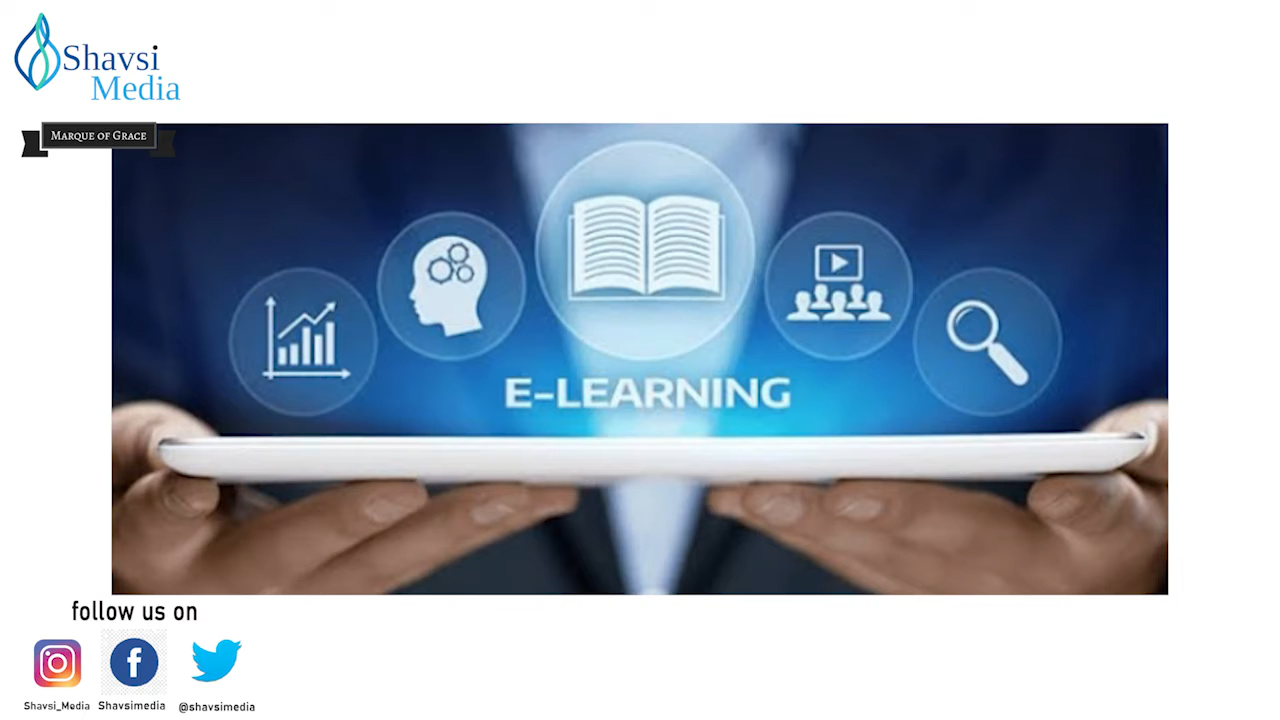 Shavsi
Media
Marque of Grace
E-LEARNING
follow us on
Shavsi_Media Shavsimedia @shavsimedia